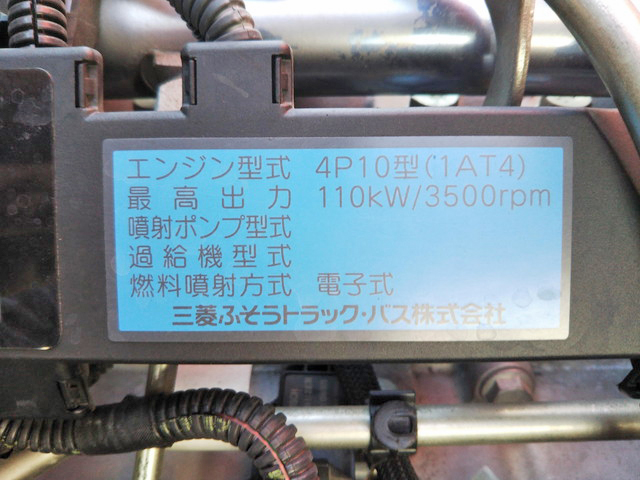 エンジン型式 4P10型(1AT4)
最高出力 110kW/3500rpm
噴射ポンプ型式
過給機型式
燃料噴射方式 電子式
三菱ふそうトラック・バス株式会社